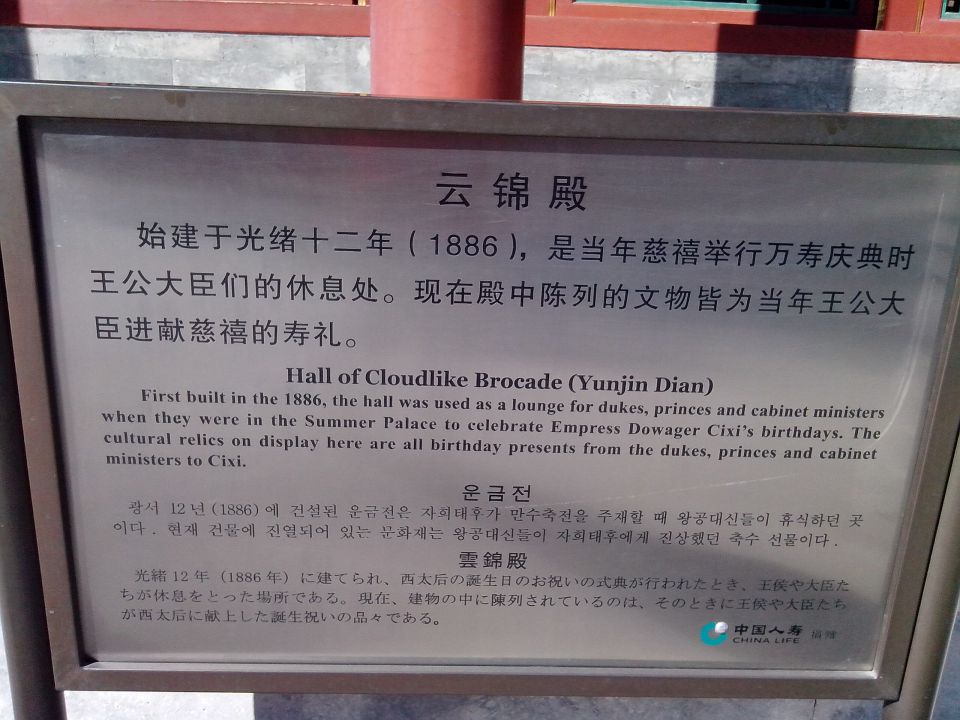 云锦殿
始建于光绪十二年（1886），是当年慈禧举行万寿庆典时
王公大臣们的休息处。现在殿中陈列的文物皆为当年王公大
臣进献慈禧的寿礼。
Hall of Cloudlike Brocade (Yunjin Dian)
First built in the 1886, the hall was used as a lounge for dukes, princes and cabinet ministers
when they were in the Summer Palace to celebrate Empress Dowager Cixi's birthdays. The
cultural relics on display here are all birthday presents from the dukes, princes and cabinet
ministers to Cixi.
운금전
광서 12년(1886)에 건설된 운금전은 자희태후가 만수축전을 주재할 때 왕공대신들이 휴식하던 곳
이다. 현재 건물에 진열되어 있는 문화재는 왕공대신들이 자희태후에게 진상했던 축수 선물이다.
雲錦殿
光緒12年（1886年）に建てられ、西太后の誕生日のお祝いの式典が行われたとき、王侯や大臣た
ちが休息をとった場所である。現在、建物の中に陳列されているのは、そのときに王侯や大臣たち
が西太后に献上した誕生祝いの品々である。
中国人寿 捐赠
CHINA LIFE